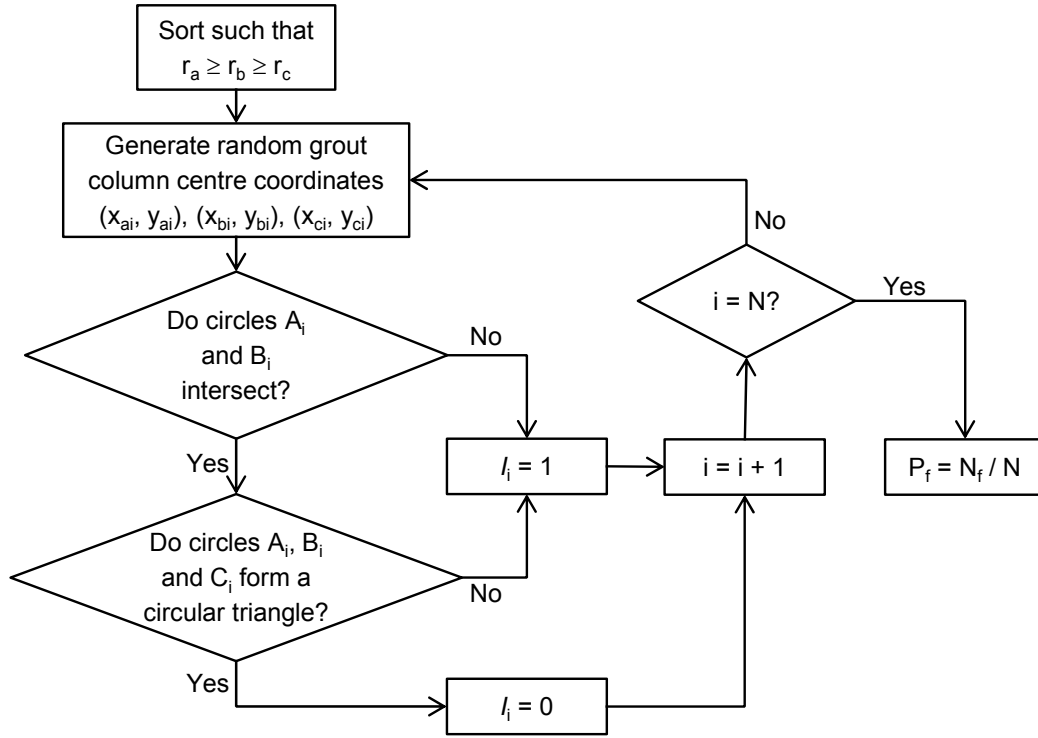 Sort such that
rₐ ≥ r_b ≥ r_c
Generate random grout
column centre coordinates
(x_ai, y_ai), (x_bi, y_bi), (x_ci, y_ci)
Do circles A_i
and B_i
intersect?
No
Yes
I_i = 1
i = i + 1
i = N?
No
Yes
P_f = N_f / N
Do circles A_i, B_i
and C_i form a
circular triangle?
No
Yes
I_i = 0